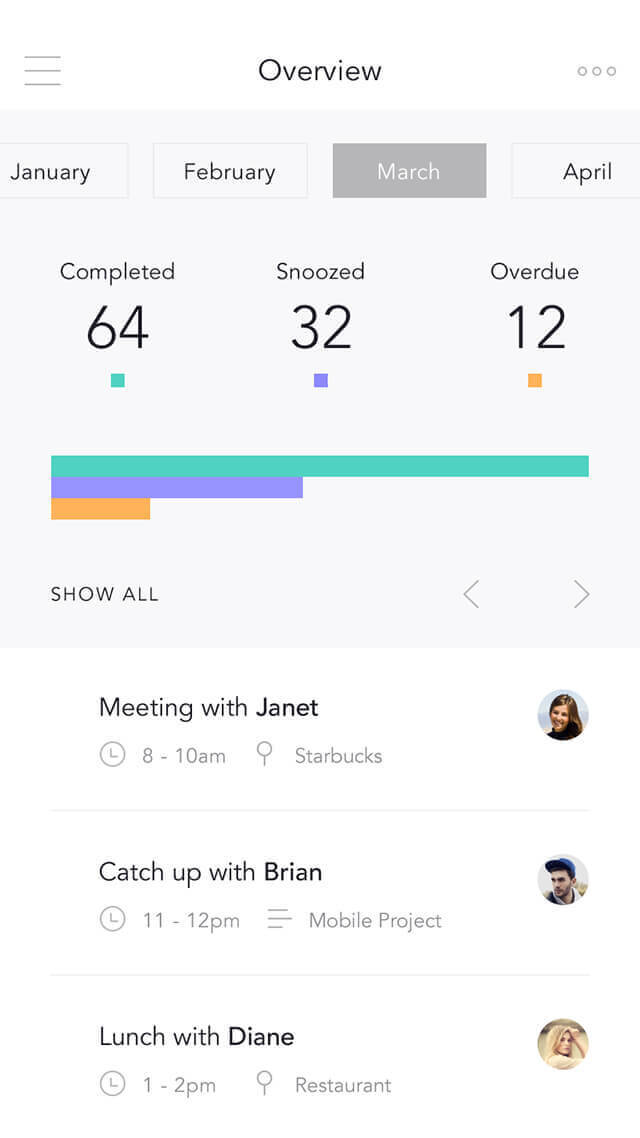 Overview
January February March April
Completed Snoozed Overdue
64 32 12
SHOW ALL
Meeting with Janet
8 - 10am Starbucks
Catch up with Brian
11 - 12pm Mobile Project
Lunch with Diane
1 - 2pm Restaurant